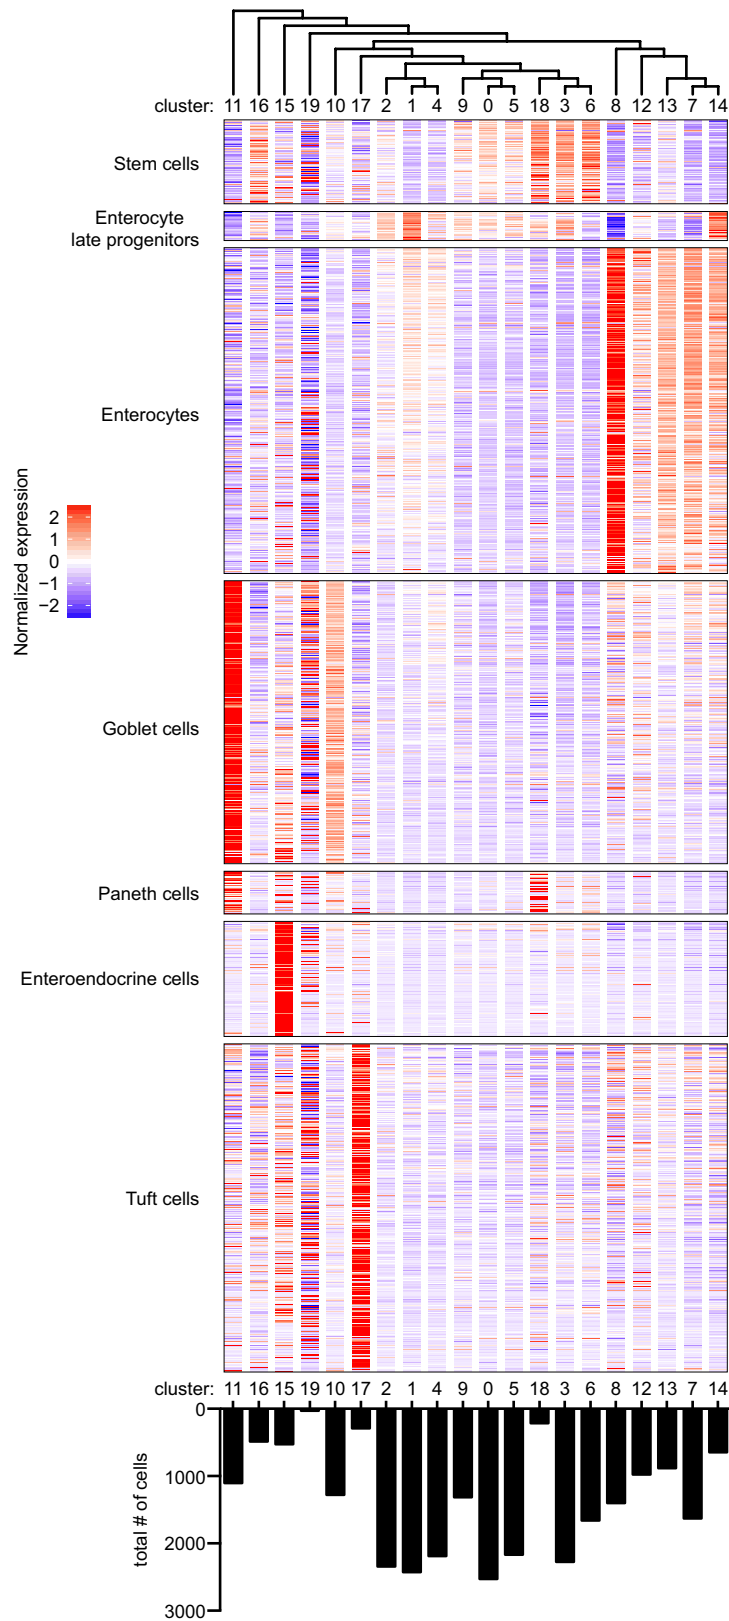 cluster: 11 16 15 19 10 17 2 1 4 9 0 5 18 3 6 8 12 13 7 14
Stem cells
Enterocyte
late progenitors
Enterocytes
Normalized expression
2
1
0
−1
−2
Goblet cells
Paneth cells
Enteroendocrine cells
Tuft cells
cluster: 11 16 15 19 10 17 2 1 4 9 0 5 18 3 6 8 12 13 7 14
total # of cells
0
1000
2000
3000